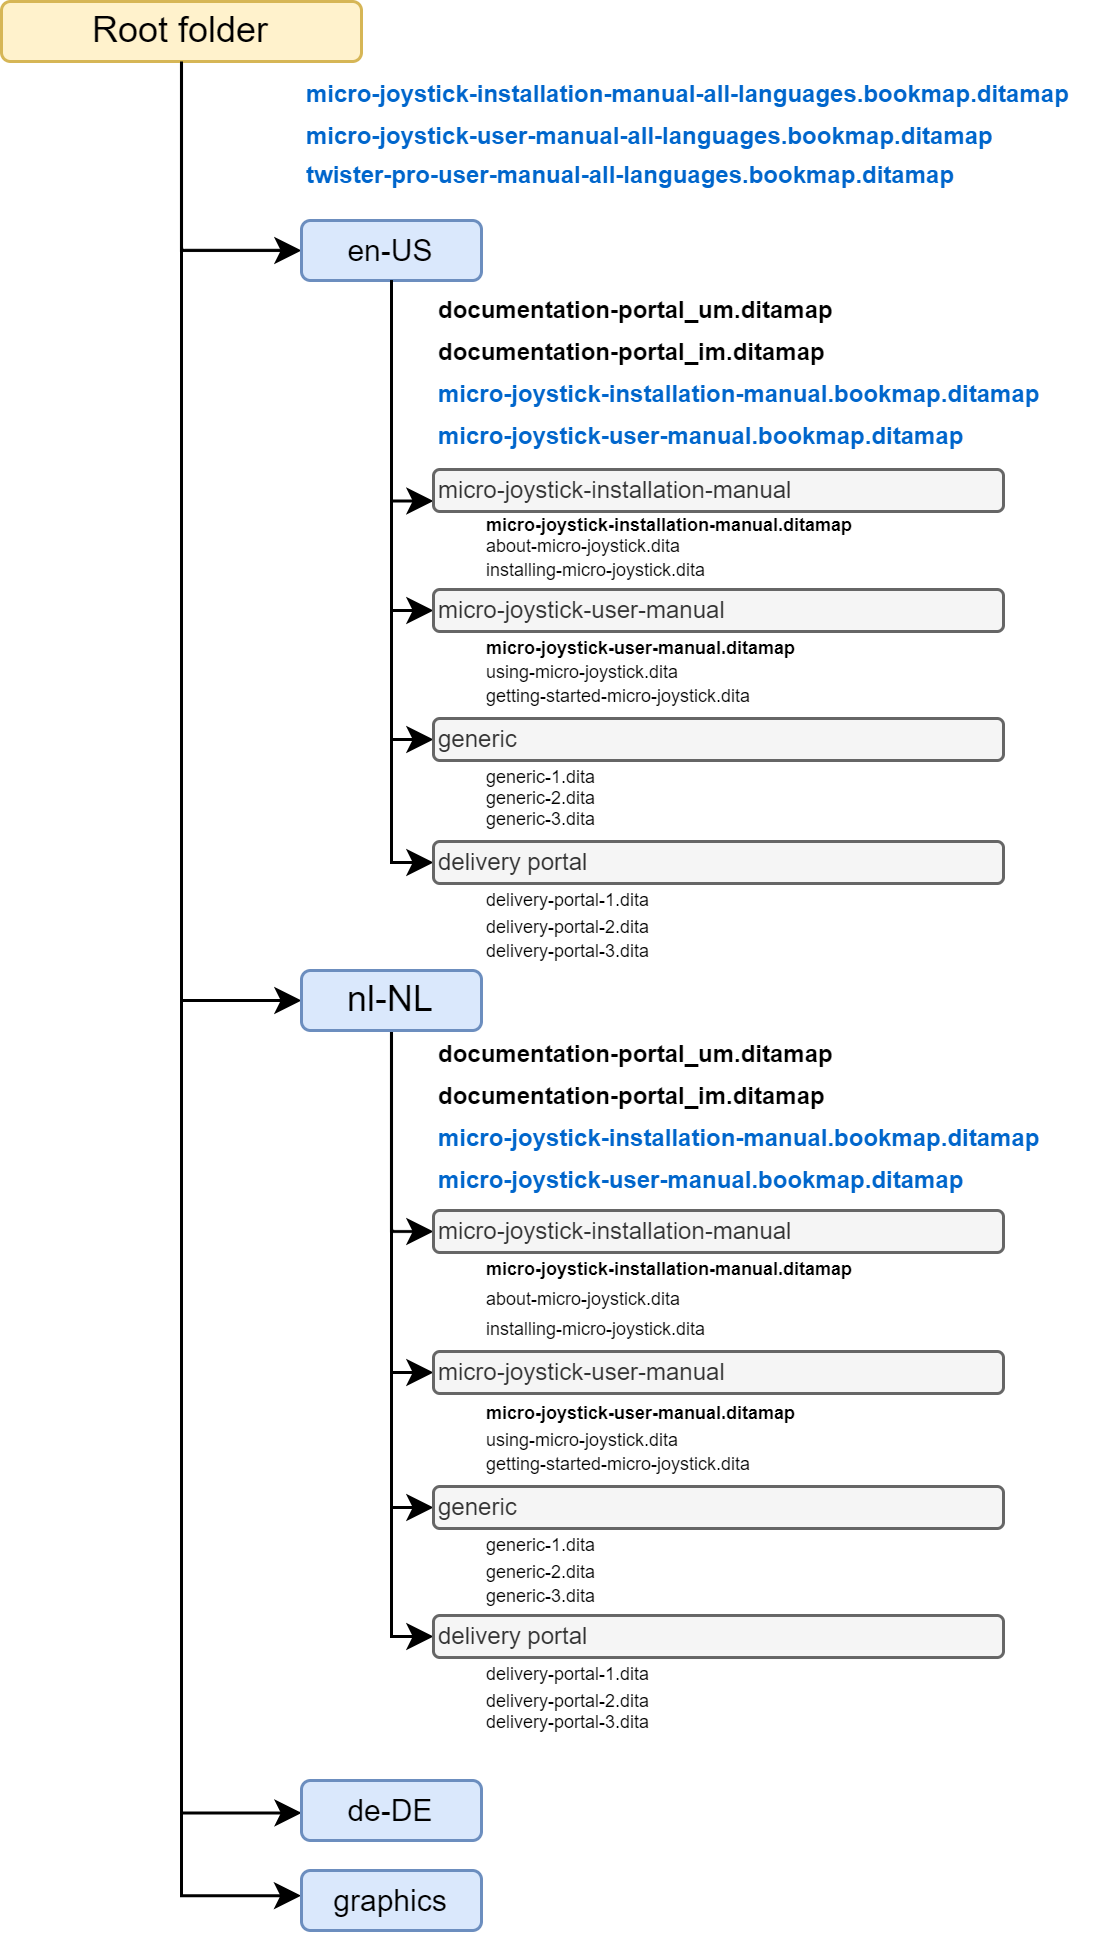 Root folder
micro-joystick-installation-manual-all-languages.bookmap.ditamap
micro-joystick-user-manual-all-languages.bookmap.ditamap
twister-pro-user-manual-all-languages.bookmap.ditamap
en-US
documentation-portal_um.ditamap
documentation-portal_im.ditamap
micro-joystick-installation-manual.bookmap.ditamap
micro-joystick-user-manual.bookmap.ditamap
micro-joystick-installation-manual
micro-joystick-installation-manual.ditamap
about-micro-joystick.dita
installing-micro-joystick.dita
micro-joystick-user-manual
micro-joystick-user-manual.ditamap
using-micro-joystick.dita
getting-started-micro-joystick.dita
generic
generic-1.dita
generic-2.dita
generic-3.dita
delivery portal
delivery-portal-1.dita
delivery-portal-2.dita
delivery-portal-3.dita
nl-NL
documentation-portal_um.ditamap
documentation-portal_im.ditamap
micro-joystick-installation-manual.bookmap.ditamap
micro-joystick-user-manual.bookmap.ditamap
micro-joystick-installation-manual
micro-joystick-installation-manual.ditamap
about-micro-joystick.dita
installing-micro-joystick.dita
micro-joystick-user-manual
micro-joystick-user-manual.ditamap
using-micro-joystick.dita
getting-started-micro-joystick.dita
generic
generic-1.dita
generic-2.dita
generic-3.dita
delivery portal
delivery-portal-1.dita
delivery-portal-2.dita
delivery-portal-3.dita
de-DE
graphics